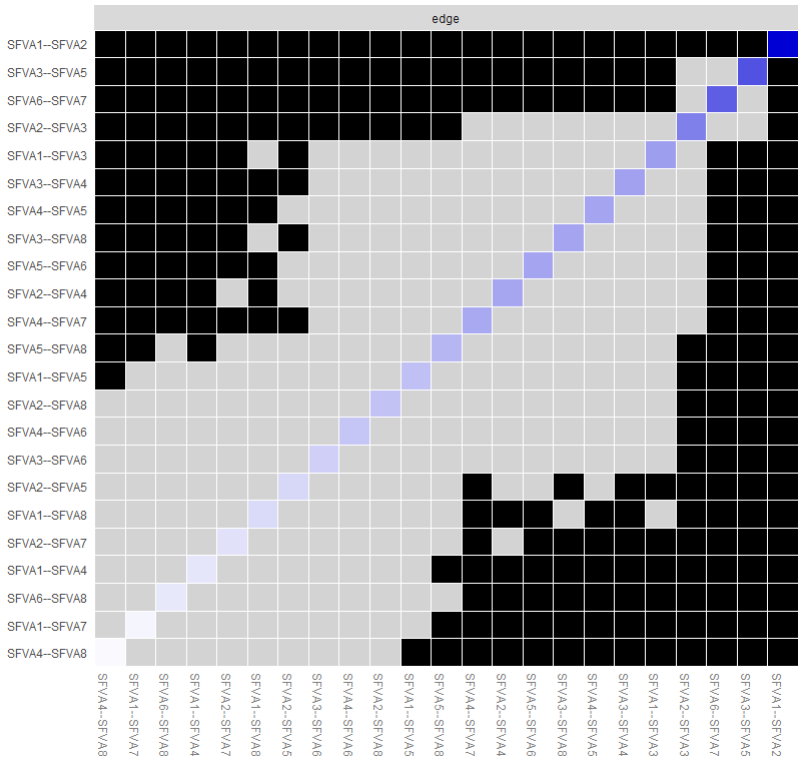 edge
SFVA1--SFVA2
SFVA3--SFVA5
SFVA6--SFVA7
SFVA2--SFVA3
SFVA1--SFVA3
SFVA3--SFVA4
SFVA4--SFVA5
SFVA3--SFVA8
SFVA5--SFVA6
SFVA2--SFVA4
SFVA4--SFVA7
SFVA5--SFVA8
SFVA1--SFVA5
SFVA2--SFVA8
SFVA4--SFVA6
SFVA3--SFVA6
SFVA2--SFVA5
SFVA1--SFVA8
SFVA2--SFVA7
SFVA1--SFVA4
SFVA6--SFVA8
SFVA1--SFVA7
SFVA4--SFVA8
SFVA4--SFVA8
SFVA1--SFVA7
SFVA6--SFVA8
SFVA1--SFVA4
SFVA2--SFVA7
SFVA1--SFVA8
SFVA2--SFVA5
SFVA3--SFVA6
SFVA4--SFVA6
SFVA2--SFVA8
SFVA1--SFVA5
SFVA5--SFVA8
SFVA4--SFVA7
SFVA2--SFVA4
SFVA5--SFVA6
SFVA3--SFVA8
SFVA4--SFVA5
SFVA3--SFVA4
SFVA1--SFVA3
SFVA2--SFVA3
SFVA6--SFVA7
SFVA3--SFVA5
SFVA1--SFVA2